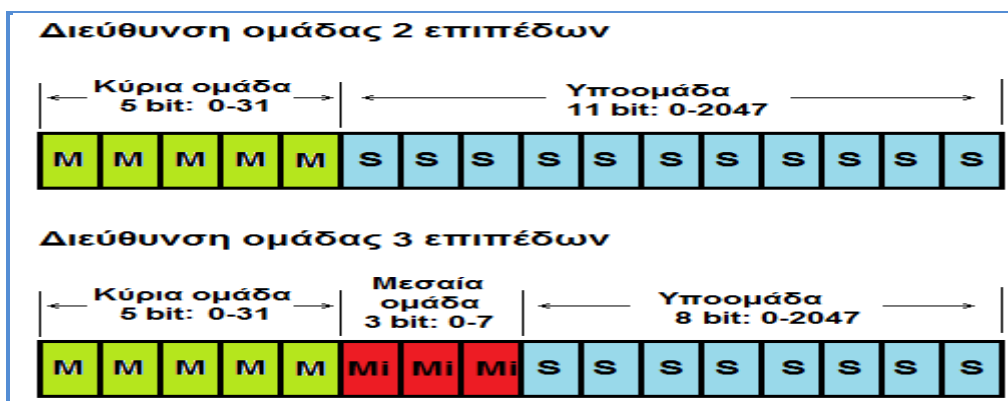 Διεύθυνση ομάδας 2 επιπέδων
Κύρια ομάδα Υποομάδα
5 bit: 0-31 11 bit: 0-2047
M M M M M S S S S S S S S S S S
Διεύθυνση ομάδας 3 επιπέδων
Κύρια ομάδα Μεσαία ομάδα Υποομάδα
5 bit: 0-31 3 bit: 0-7 8 bit: 0-2047
M M M M M Mi Mi Mi S S S S S S S S